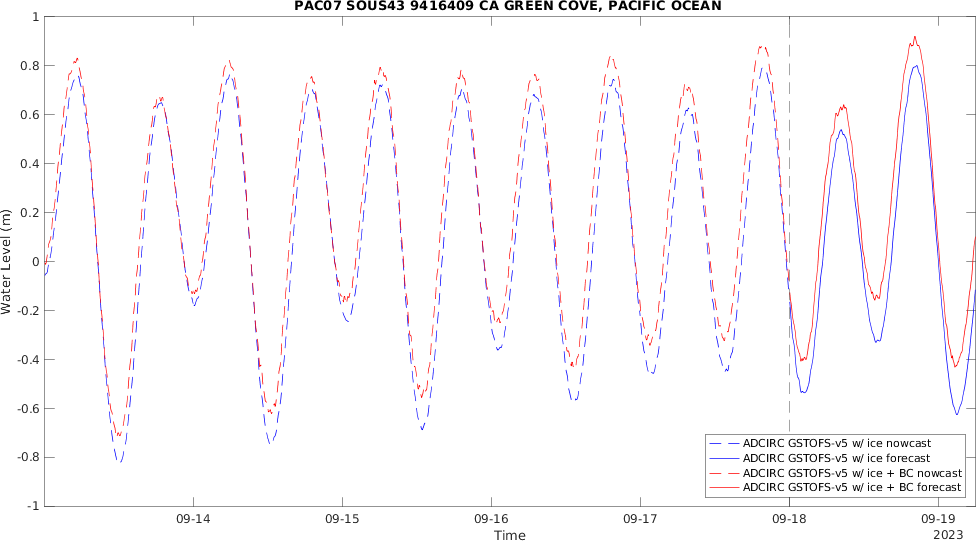 PAC07 SOUS43 9416409 CA GREEN COVE, PACIFIC OCEAN
1
0.8
0.6
0.4
0.2
0
-0.2
-0.4
-0.6
-0.8
-1
Water Level (m)
ADCIRC GSTOFS-v5 w/ ice nowcast
ADCIRC GSTOFS-v5 w/ ice forecast
ADCIRC GSTOFS-v5 w/ ice + BC nowcast
ADCIRC GSTOFS-v5 w/ ice + BC forecast
09-14 09-15 09-16 09-17 09-18 09-19
Time 2023